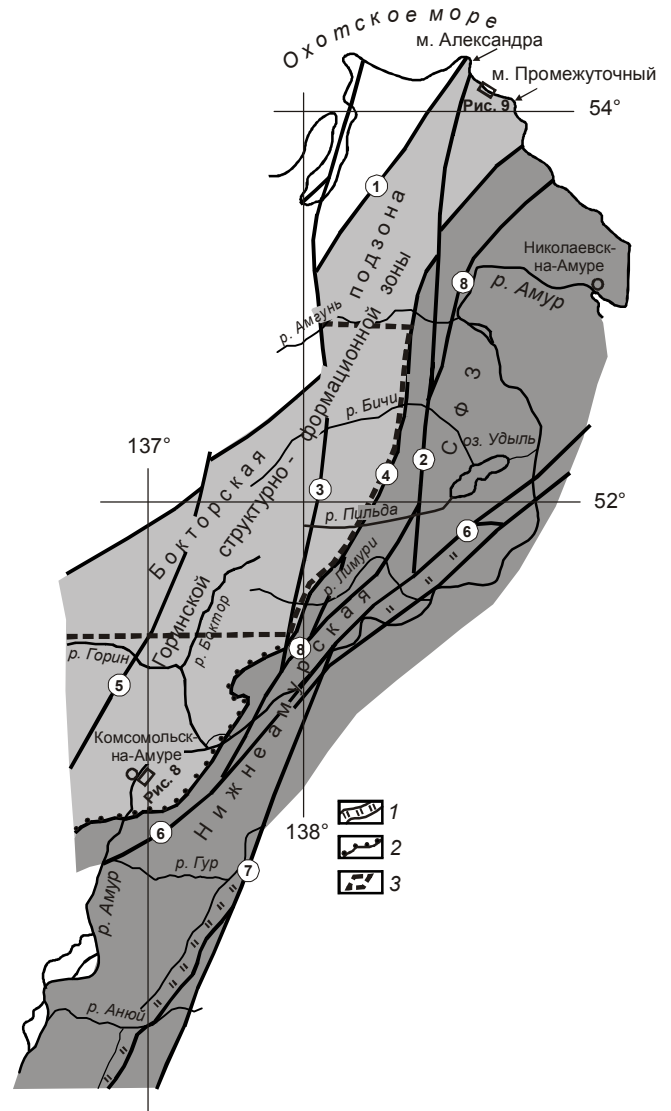 Охотское море
м. Александра
м. Промежуточный
Рис. 9
54°
1
Николаевск-
на-Амуре
8
р. Амур
р. Амгунь
Бокторская подзона
Горинской структурно-формационной зоны
р. Бичи
СФЗ
оз. Удыль
137°
4
2
3
52°
р. Пильда
6
р. Лимури
р. Боктор
р. Горин
8
5
Нижнеамурская
Комсомольск-
на-Амуре
Рис. 8
1
138°
2
6
р. Гур
7
3
р. Амур
р. Анюй